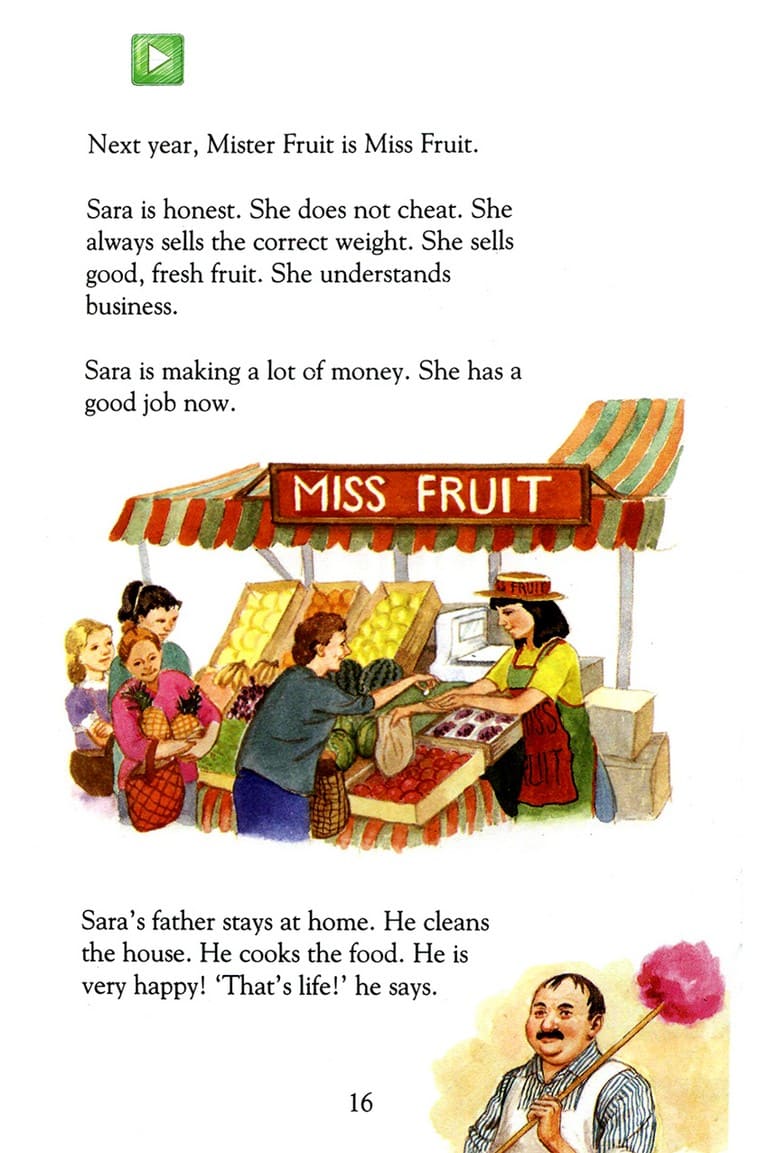 Next year, Mister Fruit is Miss Fruit.
Sara is honest. She does not cheat. She
always sells the correct weight. She sells
good, fresh fruit. She understands
business.
Sara is making a lot of money. She has a
good job now.
MISS FRUIT
FRUIT
MISS
UIT
Sara's father stays at home. He cleans
the house. He cooks the food. He is
very happy! ‘That's life!’ he says.
16